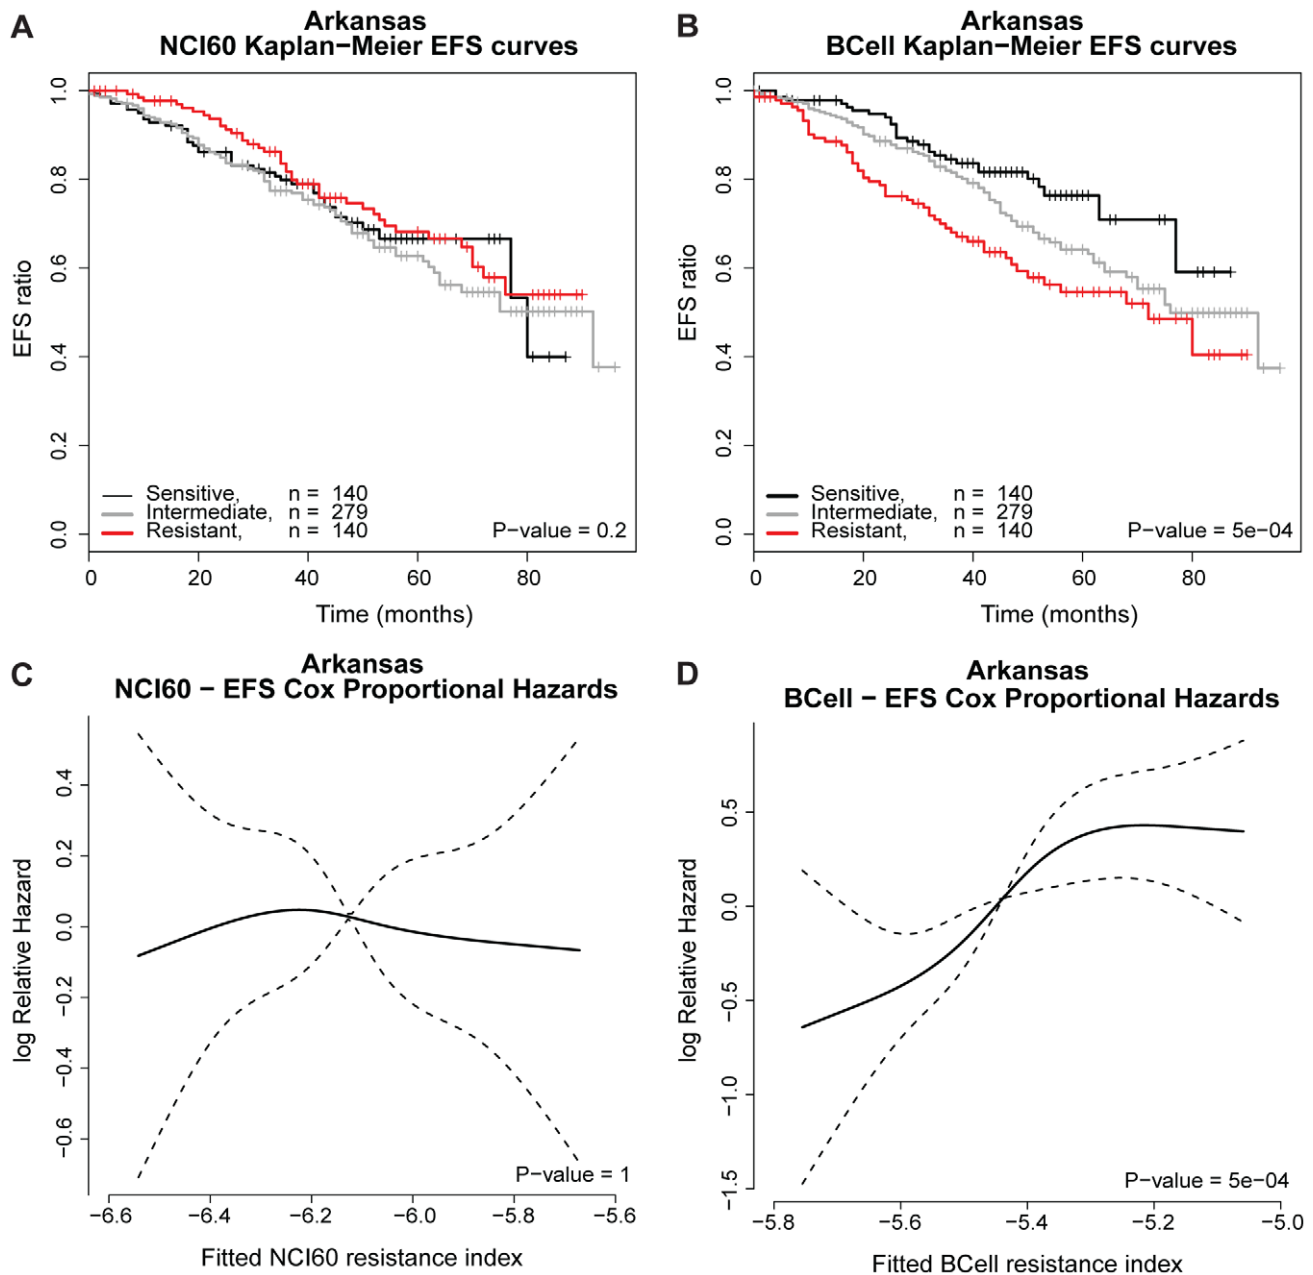 A
Arkansas
NCI60 Kaplan−Meier EFS curves
EFS ratio
1.0
0.8
0.6
0.4
0.2
0.0
Sensitive, n = 140
Intermediate, n = 279
Resistant, n = 140
P−value = 0.2
0 20 40 60 80
Time (months)
B
Arkansas
BCell Kaplan−Meier EFS curves
EFS ratio
1.0
0.8
0.6
0.4
0.2
0.0
Sensitive, n = 140
Intermediate, n = 279
Resistant, n = 140
P−value = 5e−04
0 20 40 60 80
Time (months)
C
Arkansas
NCI60 − EFS Cox Proportional Hazards
log Relative Hazard
0.4
0.2
0.0
−0.2
−0.4
−0.6
P−value = 1
−6.6 −6.4 −6.2 −6.0 −5.8 −5.6
Fitted NCI60 resistance index
D
Arkansas
BCell − EFS Cox Proportional Hazards
log Relative Hazard
0.5
0.0
−0.5
−1.0
−1.5
P−value = 5e−04
−5.8 −5.6 −5.4 −5.2 −5.0
Fitted BCell resistance index